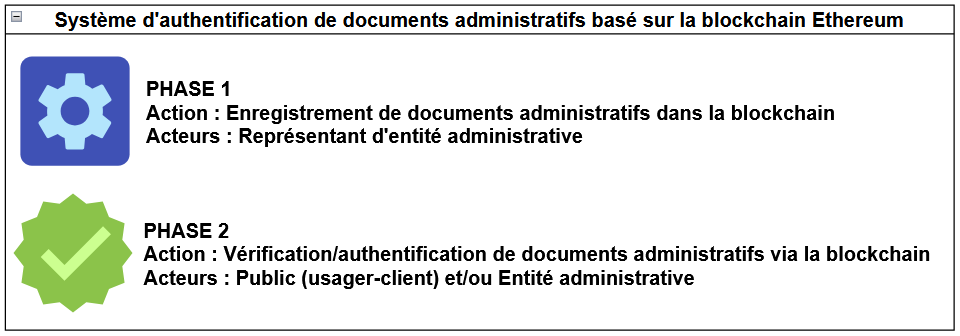 Système d'authentification de documents administratifs basé sur la blockchain Ethereum
PHASE 1
Action : Enregistrement de documents administratifs dans la blockchain
Acteurs : Représentant d'entité administrative
PHASE 2
Action : Vérification/authentification de documents administratifs via la blockchain
Acteurs : Public (usager-client) et/ou Entité administrative